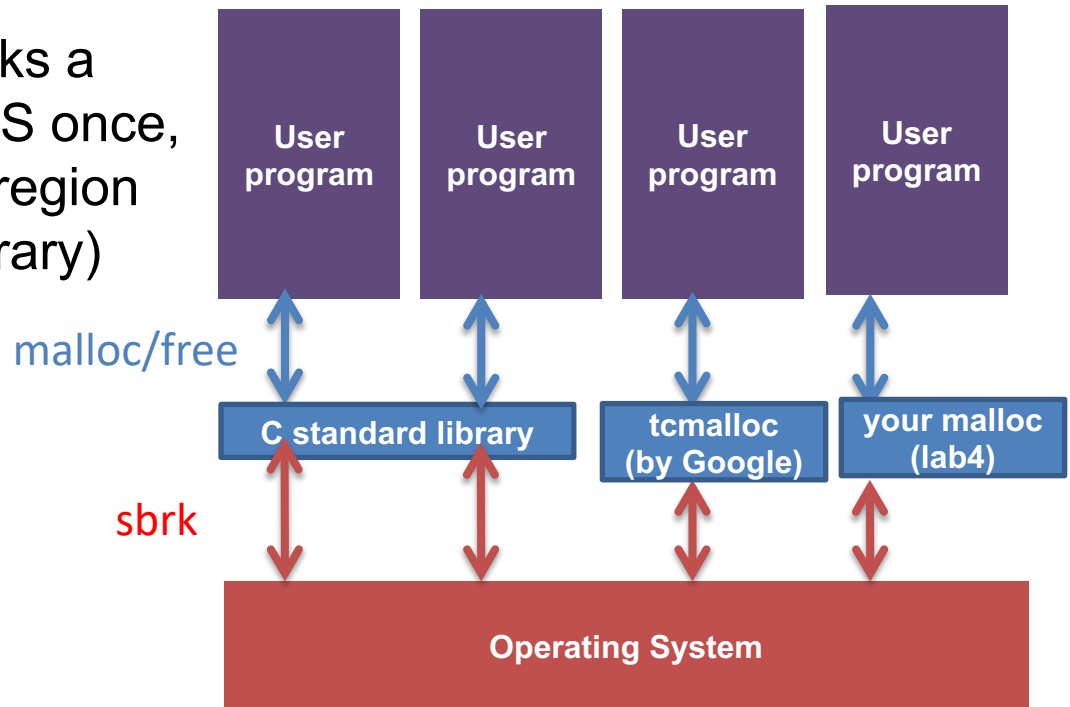 ks a
S once,
region
rary)
User
program
User
program
User
program
User
program
malloc/free
C standard library
tcmalloc
(by Google)
your malloc
(lab4)
sbrk
Operating System